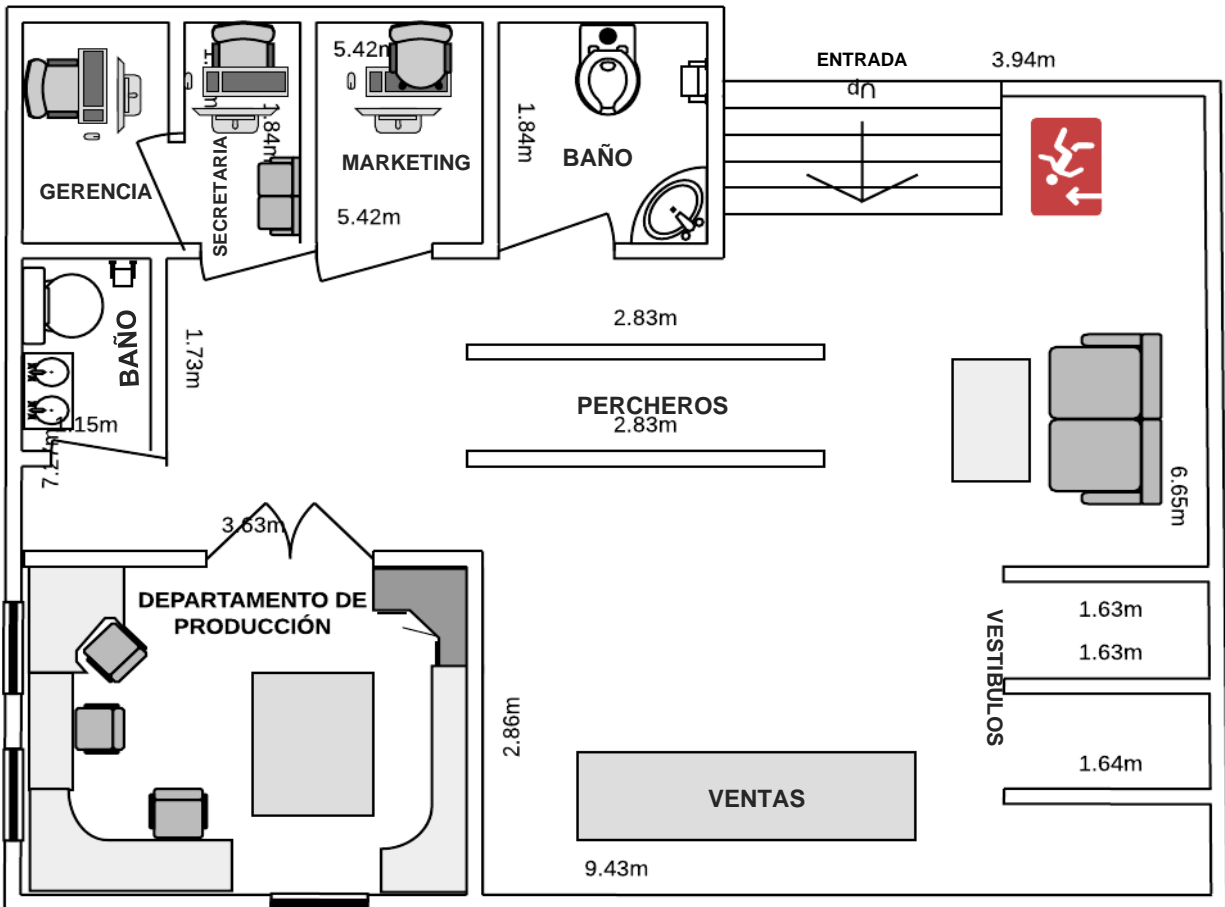 ENTRADA
3.94m
Up
5.42m
1.84m
1.84m
BAÑO
MARKETING
SECRETARIA
GERENCIA
5.42m
BAÑO
1.73m
2.83m
PERCHEROS
2.83m
1.15m
6.65m
3.63m
DEPARTAMENTO DE
PRODUCCIÓN
1.63m
VESTIBULOS
1.63m
2.86m
1.64m
VENTAS
9.43m